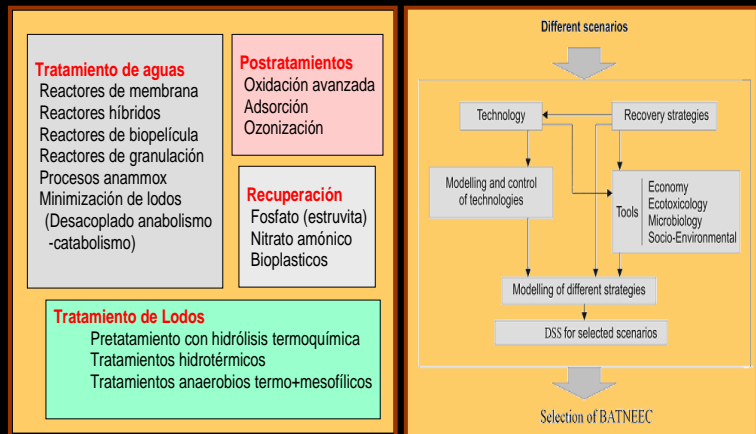 Tratamiento de aguas
Reactores de membrana
Reactores híbridos
Reactores de biopelícula
Reactores de granulación
Procesos anammox
Minimización de lodos
(Desacoplado anabolismo
-catabolismo)
Postratamientos
Oxidación avanzada
Adsorción
Ozonización
Recuperación
Fosfato (estruvita)
Nitrato amónico
Bioplasticos
Tratamiento de Lodos
Pretatamiento con hidrólisis termoquímica
Tratamientos hidrotérmicos
Tratamientos anaerobios termo+mesofílicos
Different scenarios
Technology
Recovery strategies
Modelling and control
of technologies
Tools
Economy
Ecotoxicology
Microbiology
Socio-Environmental
Modelling of different strategies
DSS for selected scenarios
Selection of BATNEEC